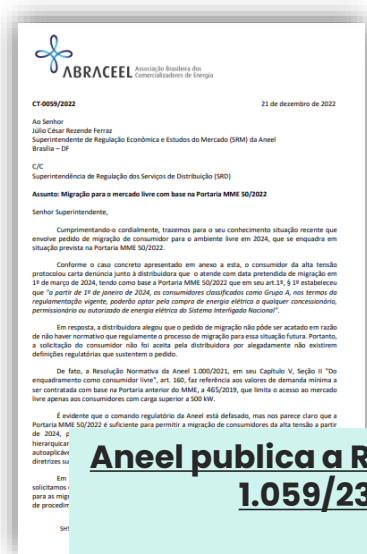 ABRACEEL Associação Brasileira dos
Comercializadores de Energia
CT-0059/2022 21 de dezembro de 2022
Ao Senhor
Júlio César Rezende Ferraz
Superintendente de Regulação Econômica e Estudos do Mercado (SRM) da Aneel
Brasília – DF
C/C
Superintendência de Regulação dos Serviços de Distribuição (SRD)
Assunto: Migração para o mercado livre com base na Portaria MME 50/2022
Senhor Superintendente,
Cumprimentando-o cordialmente, trazemos para o seu conhecimento situação recente que
envolve pedido de migração de consumidor para o ambiente livre em 2024, que se enquadra em
situação prevista na Portaria MME 50/2022.
Conforme o caso concreto apresentado em anexo a esta, o consumidor da alta tensão
protocolou carta denúncia junto à distribuidora que o atende com data pretendida de migração em
1º de março de 2024, tendo como base a Portaria MME 50/2022 que em seu art.1º, § 1º estabeleceu
que "a partir de 1º de janeiro de 2024, os consumidores classificados como Grupo A, nos termos da
regulamentação vigente, poderão optar pela compra de energia elétrica a qualquer concessionário,
permissionário ou autorizado de energia elétrica do Sistema Interligado Nacional".
Em resposta, a distribuidora alegou que o pedido de migração não pôde ser acatado em razão
de não haver normativo que regulamente o processo de migração para essa situação futura. Portanto,
a solicitação do consumidor não foi aceita pela distribuidora por alegadamente não existirem
definições regulatórias que sustentem o pedido.
De fato, a Resolução Normativa da Aneel 1.000/2021, em seu Capítulo V, Seção II "Do
enquadramento como consumidor livre", art. 160, faz referência aos valores de demanda mínima a
ser contratada com base na Portaria anterior do MME, a 465/2019, que limita o acesso ao mercado
livre apenas aos consumidores com carga superior a 500 kW.
É evidente que o comando regulatório da Aneel está defasado, mas nos parece claro que a
Portaria MME 50/2022 é suficiente para permitir a migração de consumidores da alta tensão a partir
de 2024, p
hierarquicar
autoaplicáve
diretrizes su
Em
solicitamos
para as migr
de procedim
Aneel publica a R
1.059/23